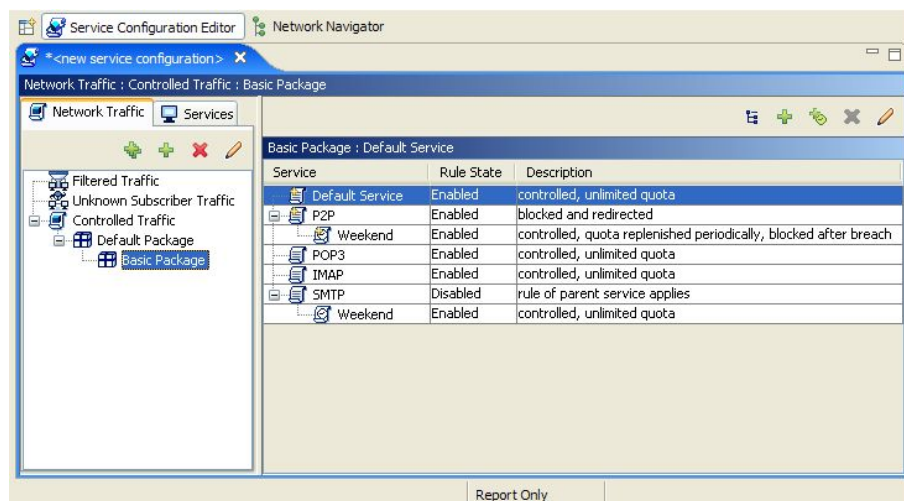 Service Configuration Editor Network Navigator
*<new service configuration>
Network Traffic : Controlled Traffic : Basic Package
Network Traffic Services
Filtered Traffic
Unknown Subscriber Traffic
Controlled Traffic
Default Package
Basic Package
Basic Package : Default Service
Service Rule State Description
Default Service Enabled controlled, unlimited quota
P2P Enabled blocked and redirected
Weekend Enabled controlled, quota replenished periodically, blocked after breach
POP3 Enabled controlled, unlimited quota
IMAP Enabled controlled, unlimited quota
SMTP Disabled rule of parent service applies
Weekend Enabled controlled, unlimited quota
Report Only